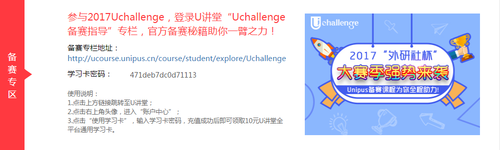 备赛专区
参与2017Uchallenge，登录U讲堂“Uchallenge
备赛指导”专栏，官方备赛秘籍助你一臂之力！
备赛专栏地址：
http://ucourse.unipus.cn/course/student/explore/Uchallenge
学习卡密码： 471deb7dc0d71113
使用说明：
1.点击上方链接跳转至U讲堂；
2.点击右上角头像，进入“账户中心”；
3.点击“使用学习卡”，输入学习卡密码，充值成功后即可领取10元U讲堂全
平台通用学习卡。
Uchallenge
2017 “外研社杯”
大赛季强势来袭
Unipus备赛课程为您全程助力！